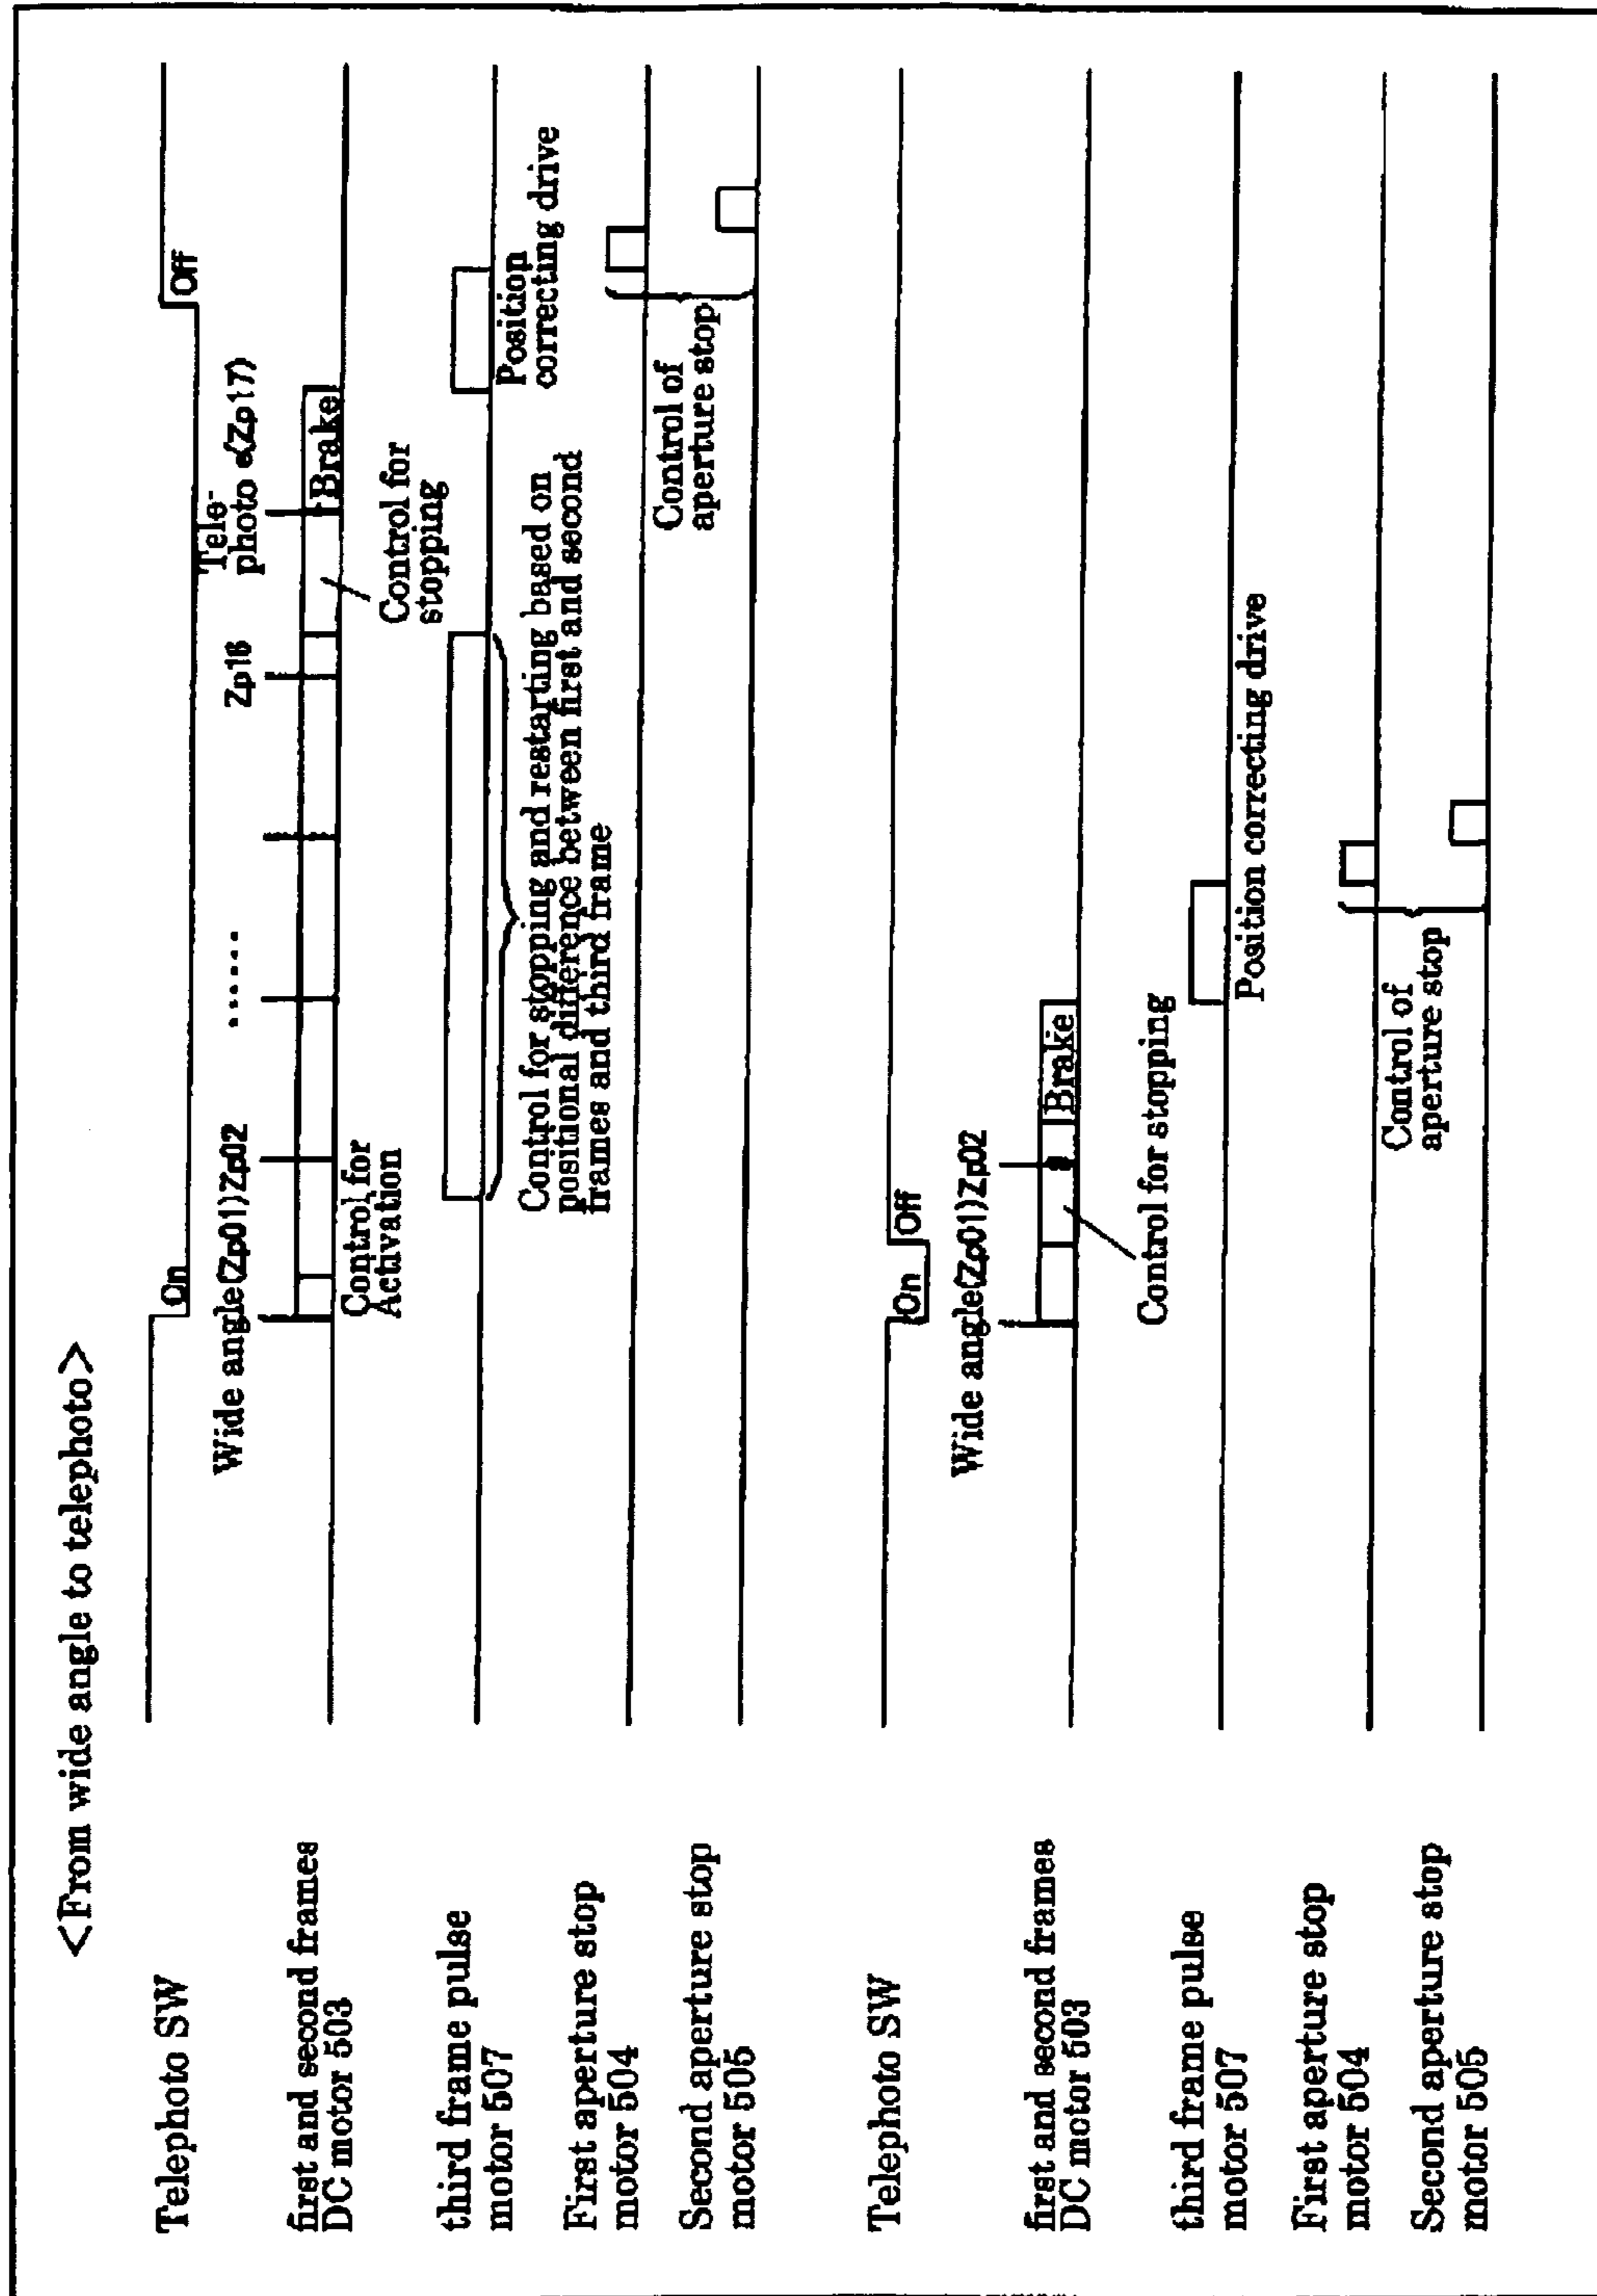 <From wide angle to telephoto>
Telephoto SW
On
Off
Wide angle(Zp01)Zp02
......
Zp16
Tele-
photo e(Zp17)
first and second frames
DC motor 503
Control for
Activation
Brake
Control for
stopping
third frame pulse
motor 507
Control for stopping and restarting based on
positional difference between first and second
frames and third frame
Position
correcting drive
First aperture stop
motor 504
Second aperture stop
motor 505
Control of
aperture stop
Telephoto SW
On
Off
Wide angle(Zp01)Zp02
first and second frames
DC motor 503
Brake
Control for stopping
third frame pulse
motor 507
Position correcting drive
First aperture stop
motor 504
Second aperture stop
motor 505
Control of
aperture stop